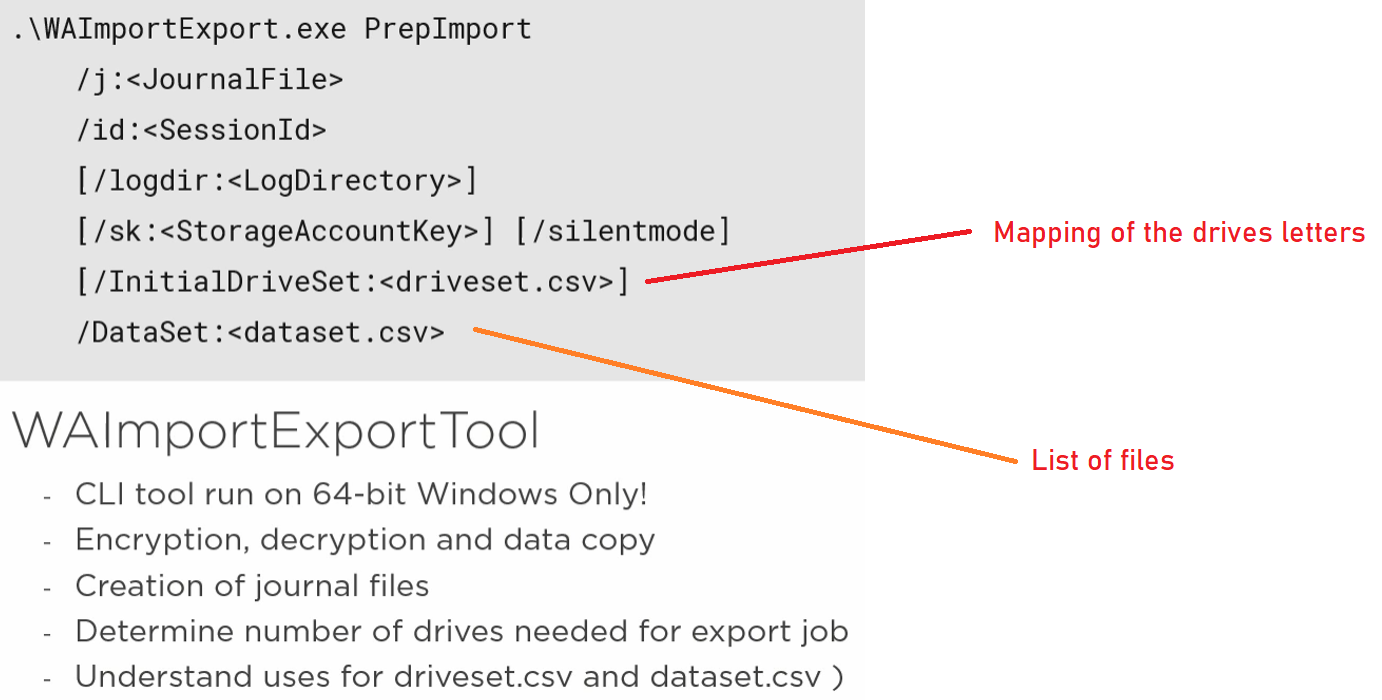 .\WAImportExport.exe PrepImport
/j:<JournalFile>
/id:<SessionId>
[/logdir:<LogDirectory>]
[/sk:<StorageAccountKey>] [/silentmode]
[/InitialDriveSet:<driveset.csv>]
Mapping of the drives letters
/DataSet:<dataset.csv>
List of files
WAImportExportTool
- CLI tool run on 64-bit Windows Only!
- Encryption, decryption and data copy
- Creation of journal files
- Determine number of drives needed for export job
- Understand uses for driveset.csv and dataset.csv )